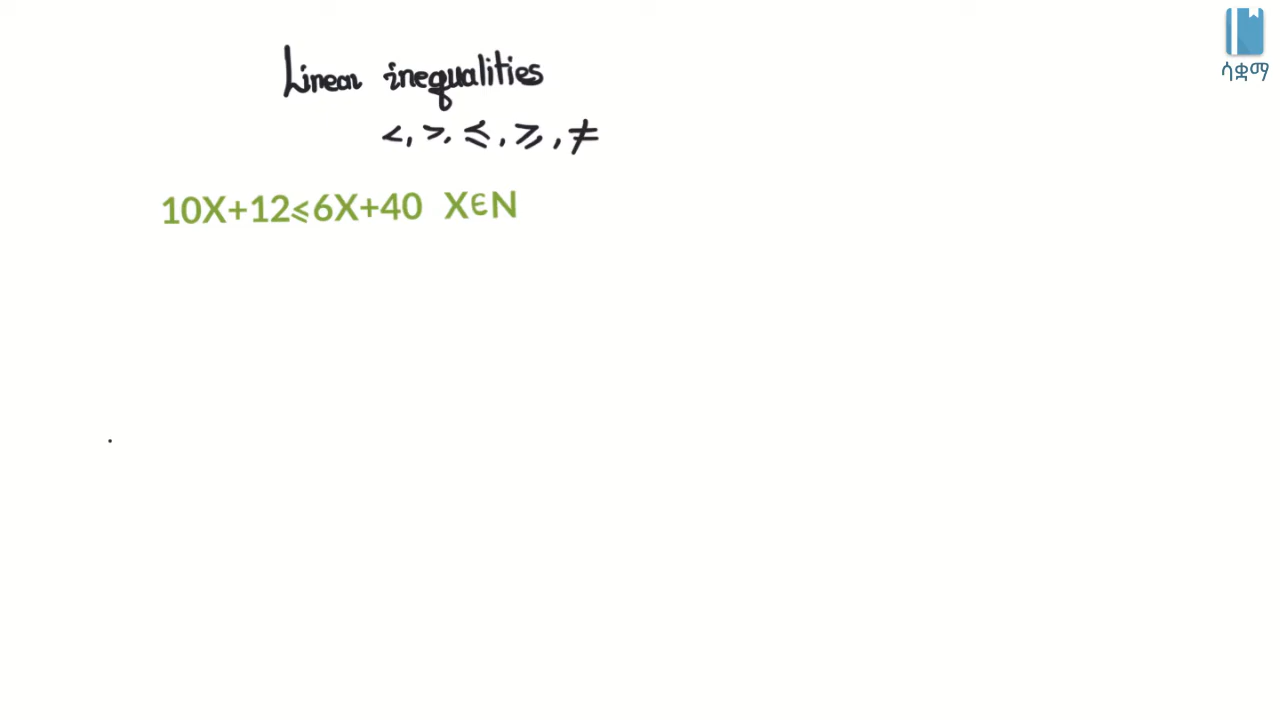 Linear inequalities
<, >, ⩽, ⩾, ≠
10X+12⩽6X+40 X∈N
ሳቋማ